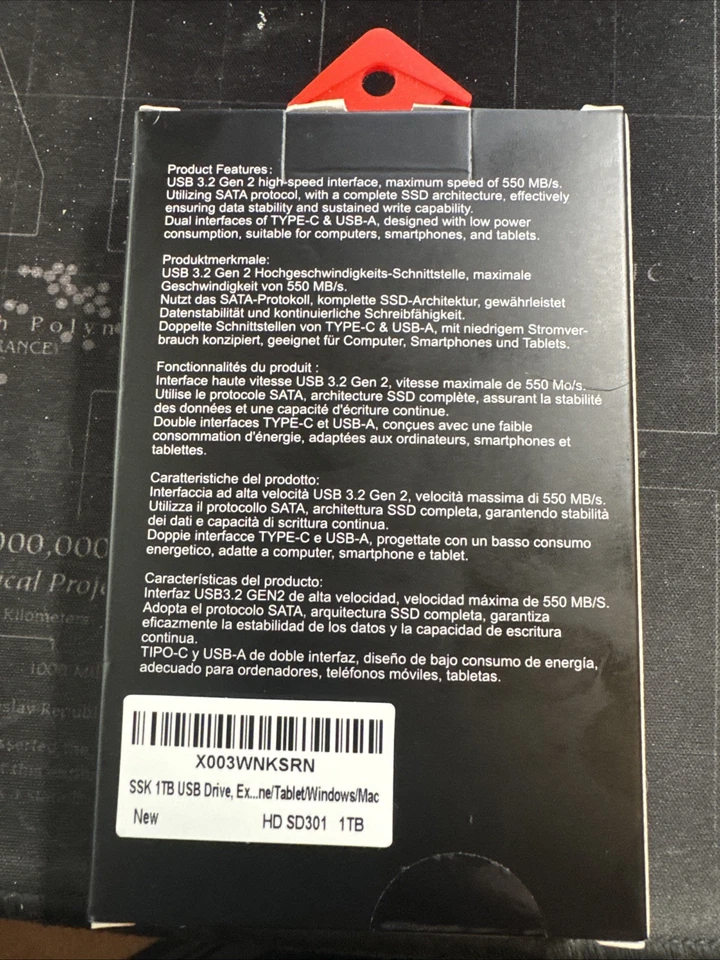 Product Features:
USB 3.2 Gen 2 high-speed interface, maximum speed of 550 MB/s.
Utilizing SATA protocol, with a complete SSD architecture, effectively
ensuring data stability and sustained write capability.
Dual interfaces of TYPE-C & USB-A, designed with low power
consumption, suitable for computers, smartphones, and tablets.
Produktmerkmale:
USB 3.2 Gen 2 Hochgeschwindigkeits-Schnittstelle, maximale
Geschwindigkeit von 550 MB/s.
Nutzt das SATA-Protokoll, komplette SSD-Architektur, gewährleistet
Datenstabilität und kontinuierliche Schreibfähigkeit.
Doppelte Schnittstellen von TYPE-C & USB-A, mit niedrigem Stromver-
brauch konzipiert, geeignet für Computer, Smartphones und Tablets.
Fonctionnalités du produit :
Interface haute vitesse USB 3.2 Gen 2, vitesse maximale de 550 Mo/s.
Utilise le protocole SATA, architecture SSD complète, assurant la stabilité
des données et une capacité d'écriture continue.
Double interfaces TYPE-C et USB-A, conçues avec une faible
consommation d'énergie, adaptées aux ordinateurs, smartphones et
tablettes.
Caratteristiche del prodotto:
Interfaccia ad alta velocità USB 3.2 Gen 2, velocità massima di 550 MB/s.
Utilizza il protocollo SATA, architettura SSD completa, garantendo stabilità
dei dati e capacità di scrittura continua.
Doppie interfacce TYPE-C e USB-A, progettate con un basso consumo
energetico, adatte a computer, smartphone e tablet.
Características del producto:
Interfaz USB3.2 GEN2 de alta velocidad, velocidad máxima de 550 MB/S.
Adopta el protocolo SATA, arquitectura SSD completa, garantiza
eficazmente la estabilidad de los datos y la capacidad de escritura
continua.
TIPO-C y USB-A de doble interfaz, diseño de bajo consumo de energía,
adecuado para ordenadores, teléfonos móviles, tabletas.
X003WNKSRN
SSK 1TB USB Drive, Ex...ne/Tablet/Windows/Mac
New HD SD301 1TB
Polyn
RANCE)
000,000
ical Proj
Kilometers